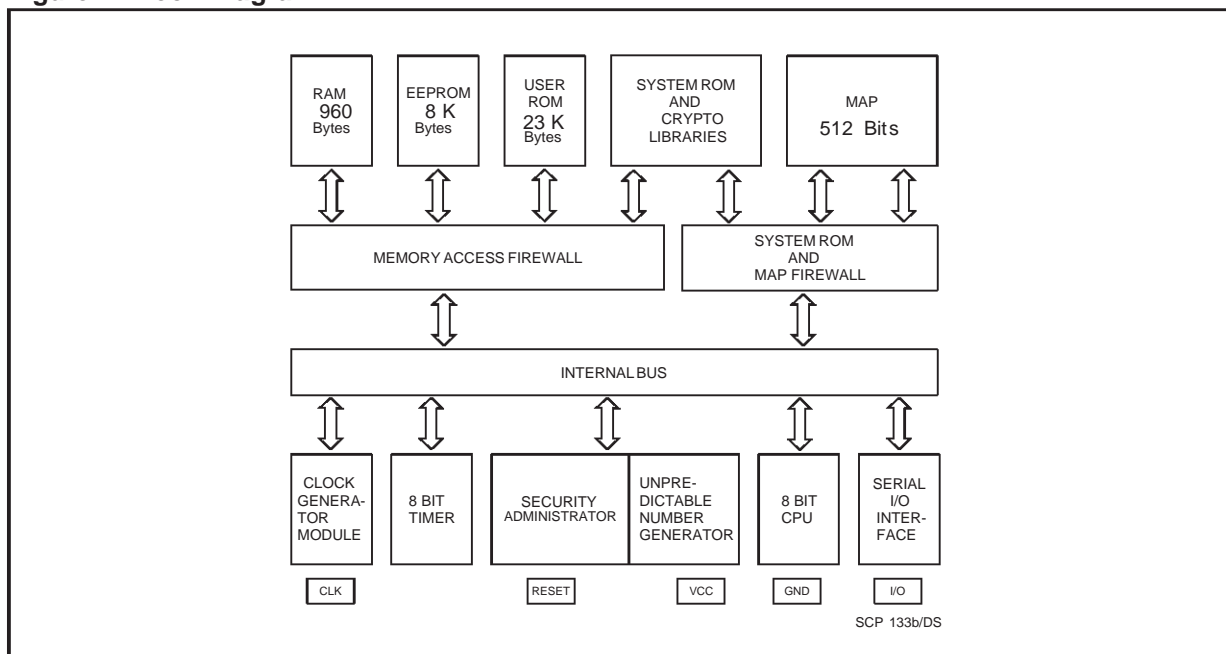 RAM
960
Bytes
EEPROM
8 K
Bytes
USER
ROM
23 K
Bytes
SYSTEM ROM
AND
CRYPTO
LIBRARIES
MAP
512 Bits
MEMORY ACCESS FIREWALL
SYSTEM ROM
AND
MAP FIREWALL
INTERNAL BUS
CLOCK
GENERA-
TOR
MODULE
8 BIT
TIMER
SECURITY
ADMINISTRATOR
UNPRE-
DICTABLE
NUMBER
GENERATOR
8 BIT
CPU
SERIAL
I/O
INTER-
FACE
CLK
RESET
VCC
GND
I/O
SCP 133b/DS